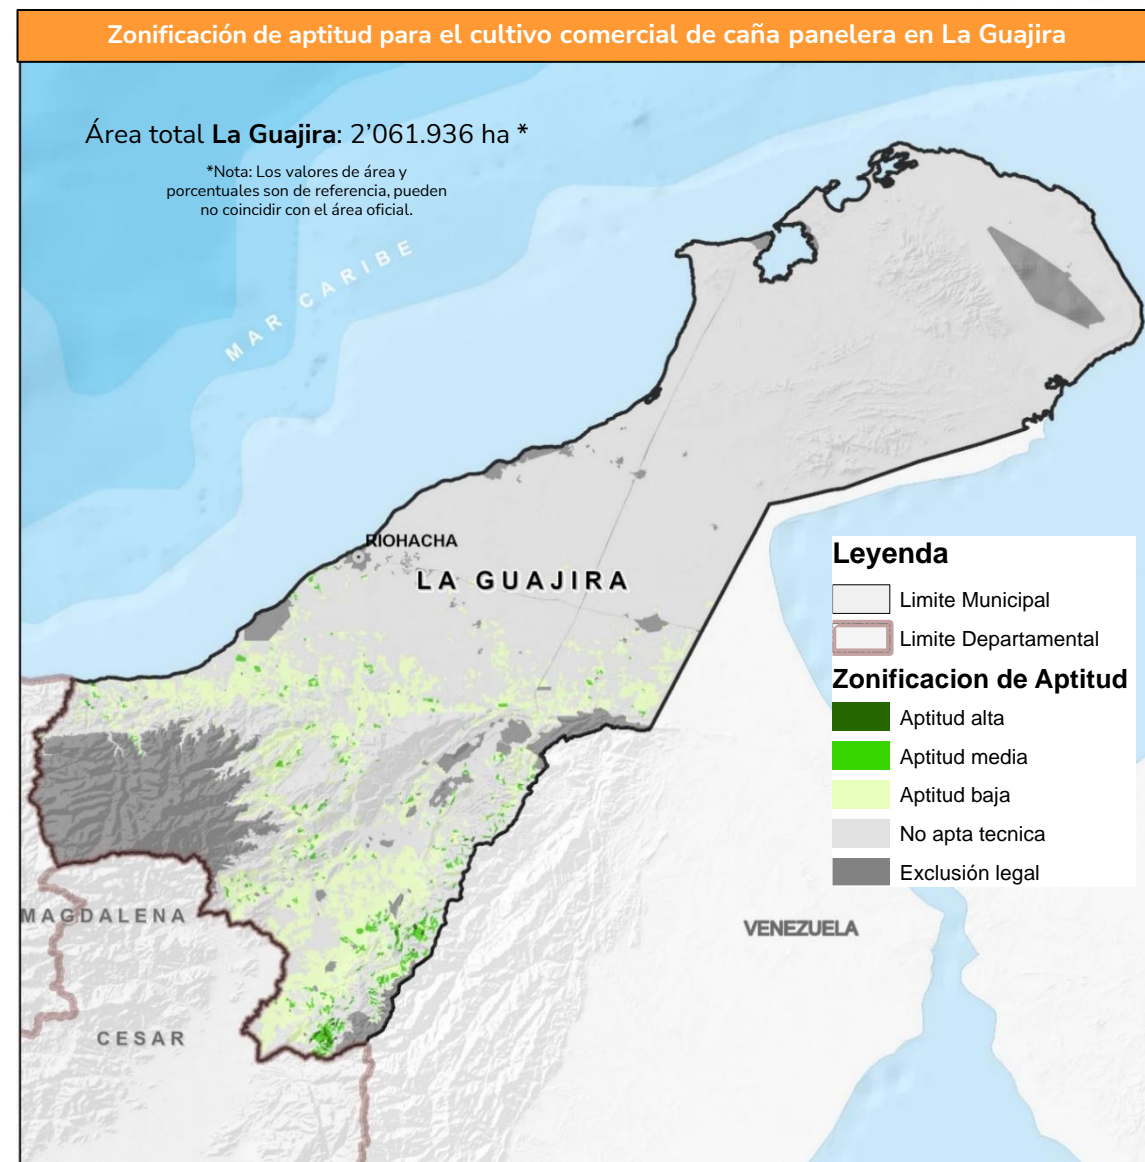 Zonificación de aptitud para el cultivo comercial de caña panelera en La Guajira
Área total La Guajira: 2’061.936 ha *
*Nota: Los valores de área y
porcentuales son de referencia, pueden
no coincidir con el área oficial.
MAR CARIBE
RIOHACHA
LA GUAJIRA
Leyenda
Limite Municipal
Limite Departamental
Zonificacion de Aptitud
Aptitud alta
Aptitud media
Aptitud baja
No apta tecnica
Exclusión legal
MAGDALENA
VENEZUELA
CESAR